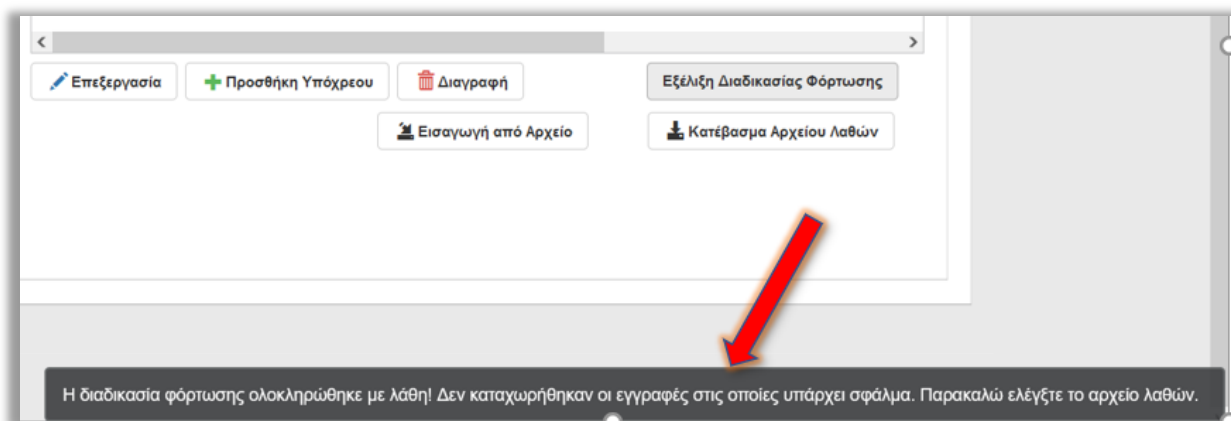 Επεξεργασία Προσθήκη Υπόχρεου Διαγραφή Εξέλιξη Διαδικασίας Φόρτωσης
Εισαγωγή από Αρχείο Κατέβασμα Αρχείου Λαθών
Η διαδικασία φόρτωσης ολοκληρώθηκε με λάθη! Δεν καταχωρήθηκαν οι εγγραφές στις οποίες υπάρχει σφάλμα. Παρακαλώ ελέγξτε το αρχείο λαθών.